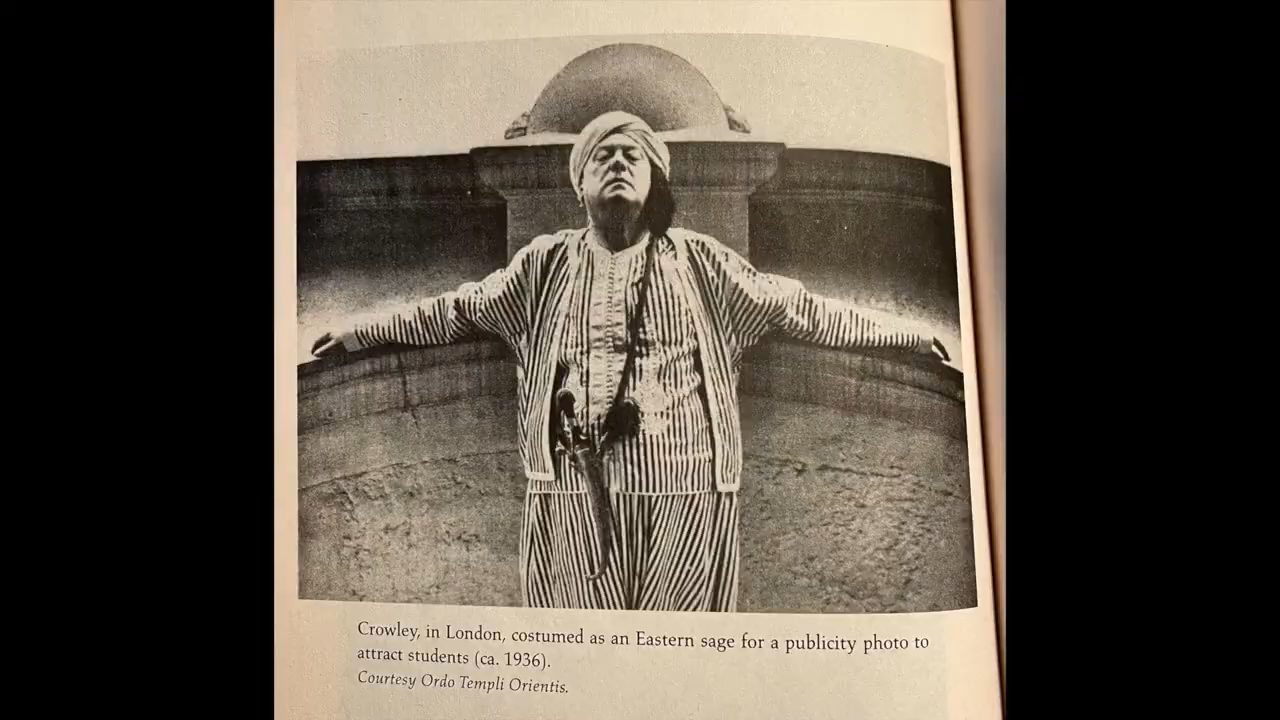 Crowley, in London, costumed as an Eastern sage for a publicity photo to
attract students (ca. 1936).
Courtesy Ordo Templi Orientis.